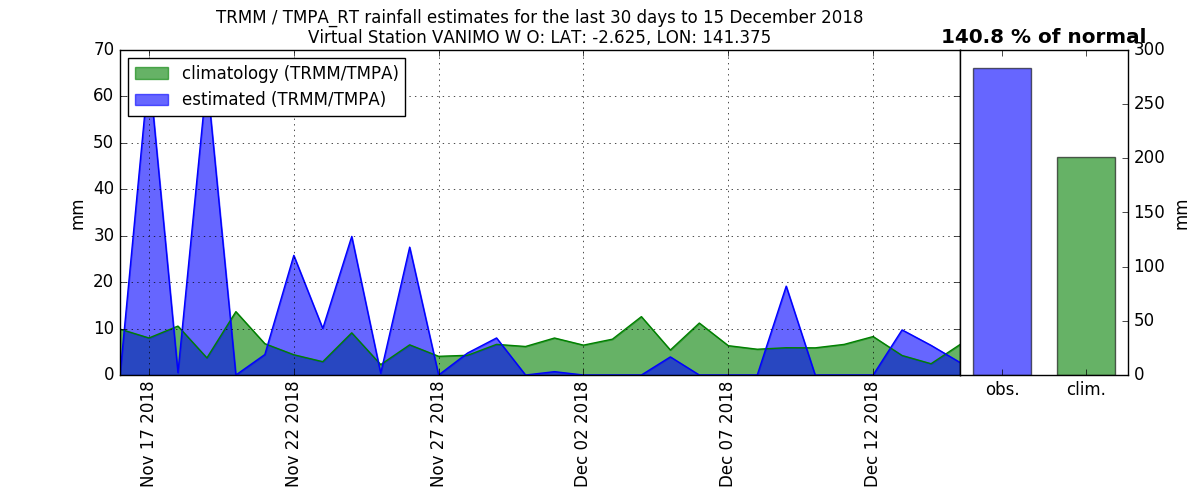 TRMM / TMPA_RT rainfall estimates for the last 30 days to 15 December 2018
Virtual Station VANIMO W O: LAT: -2.625, LON: 141.375
140.8 % of normal
climatology (TRMM/TMPA)
estimated (TRMM/TMPA)
70
60
50
40
30
20
10
0
mm
Nov 17 2018
Nov 22 2018
Nov 27 2018
Dec 02 2018
Dec 07 2018
Dec 12 2018
obs.
clim.
300
250
200
150
100
50
0
mm